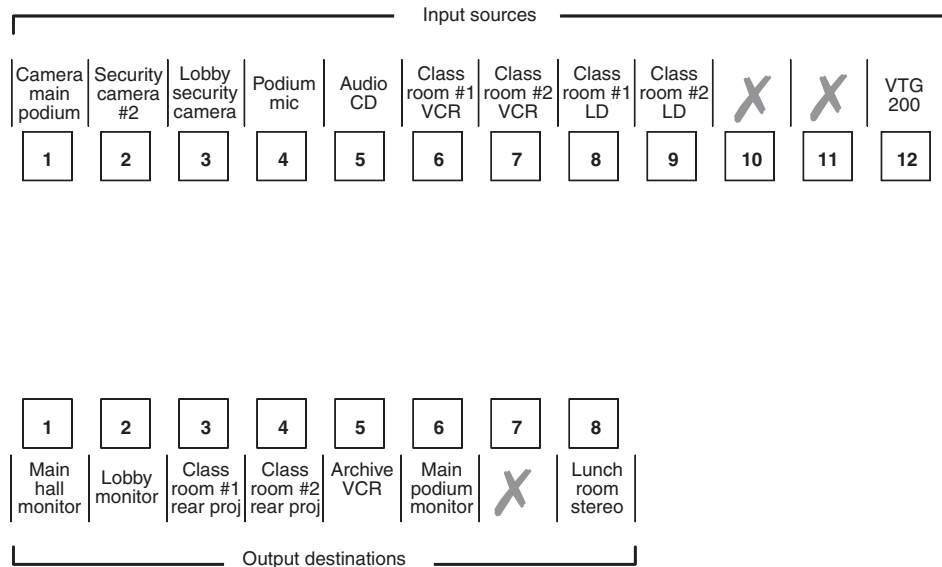 Input sources
Camera main podium
Security camera #2
Lobby security camera
Podium mic
Audio CD
Class room #1 VCR
Class room #2 VCR
Class room #1 LD
Class room #2 LD
X
X
VTG 200
1 2 3 4 5 6 7 8 9 10 11 12
1 2 3 4 5 6 7 8
Main hall monitor
Lobby monitor
Class room #1 rear proj
Class room #2 rear proj
Archive VCR
Main podium monitor
X
Lunch room stereo
Output destinations